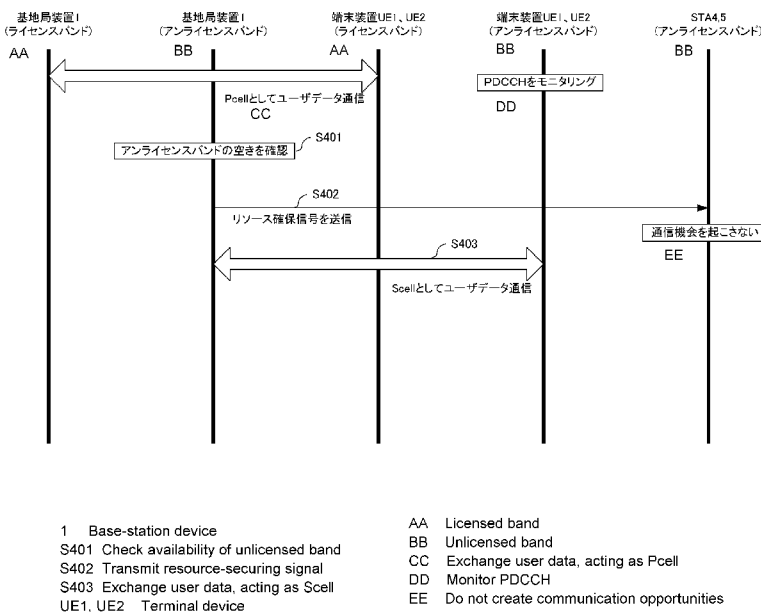 基地局装置1
(ライセンスバンド)
AA
基地局装置1
(アンライセンスバンド)
BB
端末装置UE1、UE2
(ライセンスバンド)
AA
端末装置UE1、UE2
(アンライセンスバンド)
BB
STA4,5
(アンライセンスバンド)
BB
Pcellとしてユーザデータ通信
CC
PDCCHをモニタリング
DD
S401
アンライセンスバンドの空きを確認
S402
リソース確保信号を送信
通信機会を起こさない
EE
S403
Scellとしてユーザデータ通信
1 Base-station device
S401 Check availability of unlicensed band
S402 Transmit resource-securing signal
S403 Exchange user data, acting as Scell
UE1, UE2 Terminal device
AA Licensed band
BB Unlicensed band
CC Exchange user data, acting as Pcell
DD Monitor PDCCH
EE Do not create communication opportunities